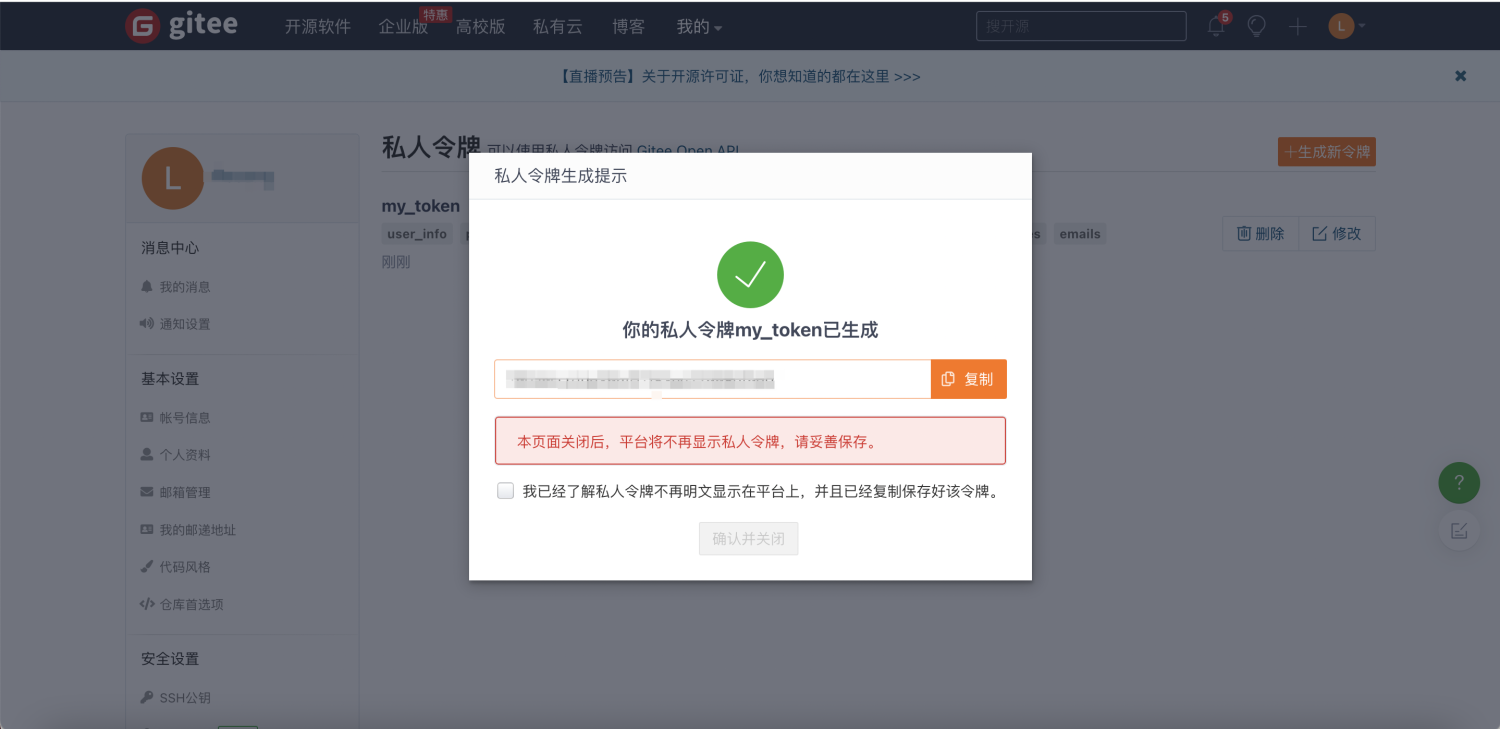 gitee 开源软件 企业版 特惠 高校版 私有云 博客 我的 搜开源 5 L
【直播预告】关于开源许可证，你想知道的都在这里 >>>
L
消息中心
我的消息
通知设置
基本设置
帐号信息
个人资料
邮箱管理
我的邮递地址
代码风格
仓库首选项
安全设置
SSH公钥
私人令牌 可以使用私人令牌访问 Gitee Open API
+生成新令牌
my_token
user_info
emails
删除 修改
刚刚
私人令牌生成提示
你的私人令牌my_token已生成
复制
本页面关闭后，平台将不再显示私人令牌，请妥善保存。
我已经了解私人令牌不再明文显示在平台上，并且已经复制保存好该令牌。
确认并关闭
?